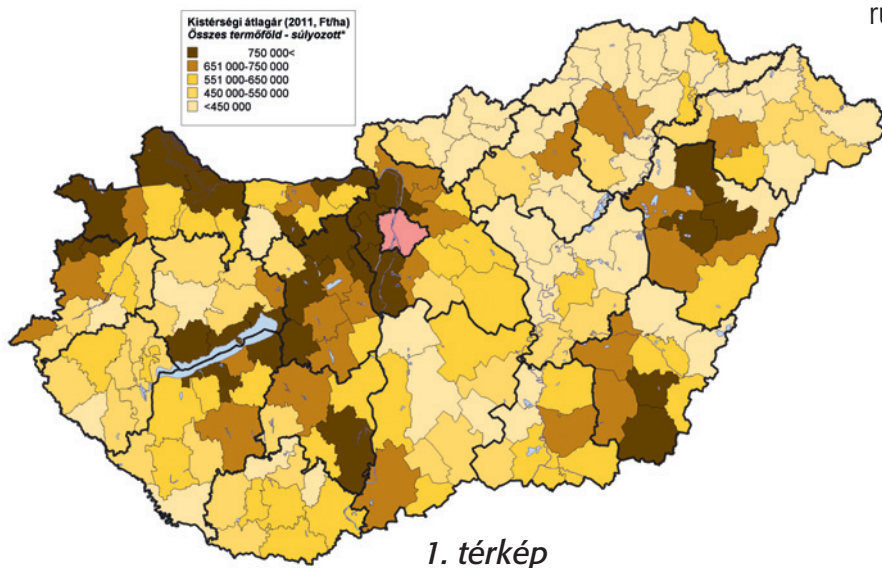 ru
Kistérségi átlagár (2011, Ft/ha)
Összes termőföld - súlyozott*
750 000<
651 000-750 000
551 000-650 000
450 000-550 000
<450 000
1. térkép